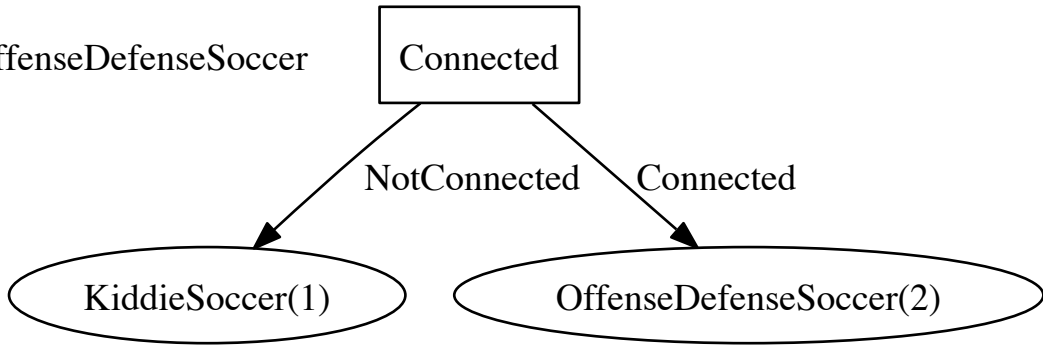 ffenseDefenseSoccer
Connected
NotConnected
Connected
KiddieSoccer(1)
OffenseDefenseSoccer(2)